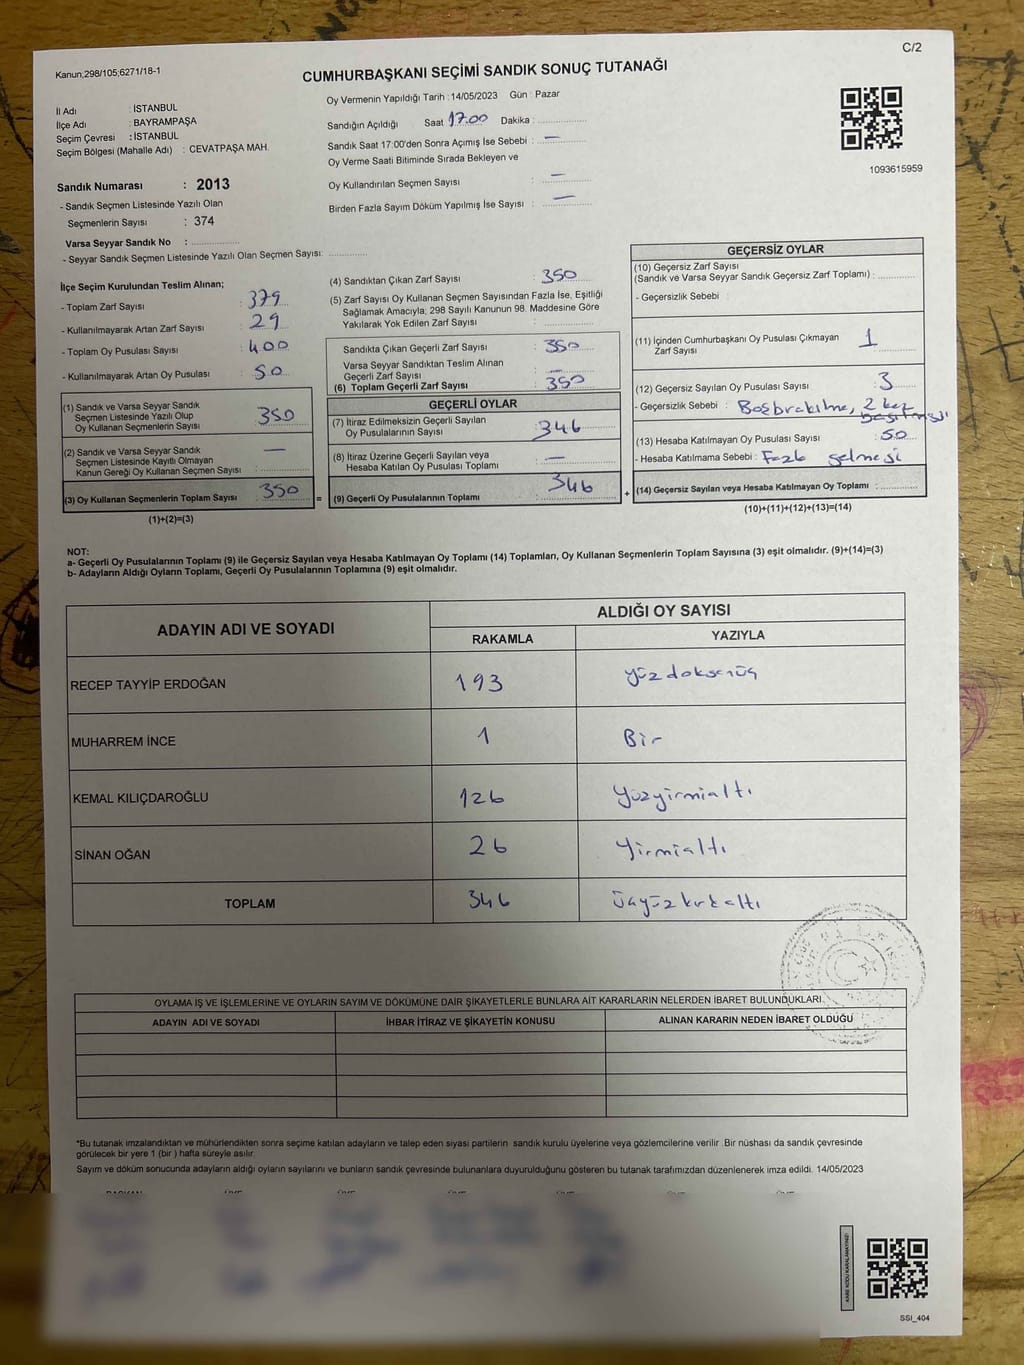 C/2
Kanun,298/105;6271/18-1
CUMHURBAŞKANI SEÇİMİ SANDIK SONUÇ TUTANAĞI
İl Adı : İSTANBUL
İlçe Adı : BAYRAMPAŞA
Seçim Çevresi : İSTANBUL
Seçim Bölgesi (Mahalle Adı) : CEVATPAŞA MAH.
Oy Vermenin Yapıldığı Tarih : 14/05/2023 Gün : Pazar
Sandığın Açıldığı Saat 17.00 Dakika :
Sandık Saat 17:00'den Sonra Açımış İse Sebebi : —
Oy Verme Saati Bitiminde Sırada Bekleyen ve
Oy Kullandırılan Seçmen Sayısı : —
Birden Fazla Sayım Döküm Yapılmış İse Sayısı : —
1093615959
Sandık Numarası : 2013
- Sandık Seçmen Listesinde Yazılı Olan
Seçmenlerin Sayısı : 374
Varsa Seyyar Sandık No :
- Seyyar Sandık Seçmen Listesinde Yazılı Olan Seçmen Sayısı:
İlçe Seçim Kurulundan Teslim Alınan;
- Toplam Zarf Sayısı : 379
- Kullanılmayarak Artan Zarf Sayısı : 29
- Toplam Oy Pusulası Sayısı : 400
- Kullanılmayarak Artan Oy Pusulası : 50
(1) Sandık ve Varsa Seyyar Sandık
Seçmen Listesinde Yazılı Olup
Oy Kullanan Seçmenlerin Sayısı : 350
(2) Sandık ve Varsa Seyyar Sandık
Seçmen Listesinde Kayıtlı Olmayan
Kanun Gereği Oy Kullanan Seçmen Sayısı : —
(3) Oy Kullanan Seçmenlerin Toplam Sayısı : 350 =
(1)+(2)=(3)
(4) Sandıktan Çıkan Zarf Sayısı : 350
(5) Zarf Sayısı Oy Kullanan Seçmen Sayısından Fazla İse, Eşitliği
Sağlamak Amacıyla; 298 Sayılı Kanunun 98. Maddesine Göre
Yakılarak Yok Edilen Zarf Sayısı :
Sandıkta Çıkan Geçerli Zarf Sayısı : 350
Varsa Seyyar Sandıktan Teslim Alınan
Geçerli Zarf Sayısı : —
(6) Toplam Geçerli Zarf Sayısı : 350
GEÇERLİ OYLAR
(7) İtiraz Edilmeksizin Geçerli Sayılan
Oy Pusulalarının Sayısı : 346
(8) İtiraz Üzerine Geçerli Sayılan veya
Hesaba Katılan Oy Pusulası Toplamı : —
(9) Geçerli Oy Pusulalarının Toplamı : 346 +
GEÇERSİZ OYLAR
(10) Geçersiz Zarf Sayısı
(Sandık ve Varsa Seyyar Sandık Geçersiz Zarf Toplamı) :
- Geçersizlik Sebebi :
(11) İçinden Cumhurbaşkanı Oy Pusulası Çıkmayan
Zarf Sayısı : 1
(12) Geçersiz Sayılan Oy Pusulası Sayısı : 3
- Geçersizlik Sebebi : Boşbırakılma, 2 kez
basılması
(13) Hesaba Katılmayan Oy Pusulası Sayısı : 50
- Hesaba Katılmama Sebebi : Fazla gelmesi
(14) Geçersiz Sayılan veya Hesaba Katılmayan Oy Toplamı :
(10)+(11)+(12)+(13)=(14)
NOT:
a- Geçerli Oy Pusulalarının Toplamı (9) ile Geçersiz Sayılan veya Hesaba Katılmayan Oy Toplamı (14) Toplamları, Oy Kullanan Seçmenlerin Toplam Sayısına (3) eşit olmalıdır. (9)+(14)=(3)
b- Adayların Aldığı Oyların Toplamı, Geçerli Oy Pusulalarının Toplamına (9) eşit olmalıdır.
ADAYIN ADI VE SOYADI ALDIĞI OY SAYISI
RAKAMLA YAZIYLA
RECEP TAYYİP ERDOĞAN 193 yüzdoksanüç
MUHARREM İNCE 1 Bir
KEMAL KILIÇDAROĞLU 126 yüzyirmialtı
SİNAN OĞAN 26 yirmialtı
TOPLAM 346 üçyüzkırkaltı
OYLAMA İŞ VE İŞLEMLERİNE VE OYLARIN SAYIM VE DÖKÜMÜNE DAİR ŞİKAYETLERLE BUNLARA AİT KARARLARIN NELERDEN İBARET BULUNDUKLARI
ADAYIN ADI VE SOYADI İHBAR İTİRAZ VE ŞİKAYETİN KONUSU ALINAN KARARIN NEDEN İBARET OLDUĞU
*Bu tutanak imzalandıktan ve mühürlendikten sonra seçime katılan adayların ve talep eden siyasi partilerin sandık kurulu üyelerine veya gözlemcilerine verilir .Bir nüshası da sandık çevresinde
görülecek bir yere 1 (bir ) hafta süreyle asılır.
Sayım ve döküm sonucunda adayların aldığı oyların sayılarını ve bunların sandık çevresinde bulunanlara duyurulduğunu gösteren bu tutanak tarafımızdan düzenlenerek imza edildi. 14/05/2023
KARE KODU KARALAMAYINIZ!
SSI_404